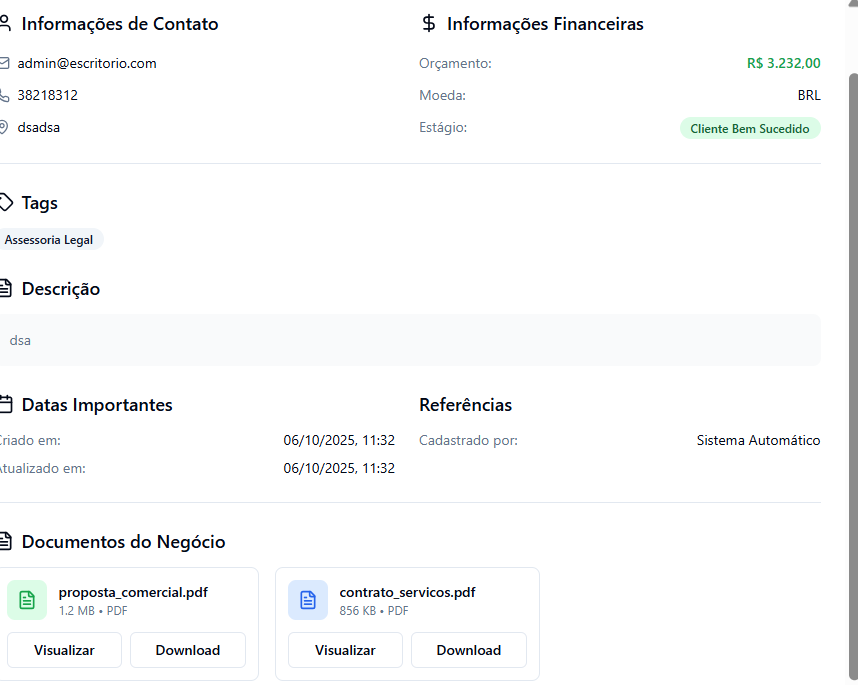 Informações de Contato
admin@escritorio.com
38218312
dsadsa
Informações Financeiras
Orçamento: R$ 3.232,00
Moeda: BRL
Estágio: Cliente Bem Sucedido
Tags
Assessoria Legal
Descrição
dsa
Datas Importantes
Criado em: 06/10/2025, 11:32
Atualizado em: 06/10/2025, 11:32
Referências
Cadastrado por: Sistema Automático
Documentos do Negócio
proposta_comercial.pdf
1.2 MB • PDF
Visualizar Download
contrato_servicos.pdf
856 KB • PDF
Visualizar Download